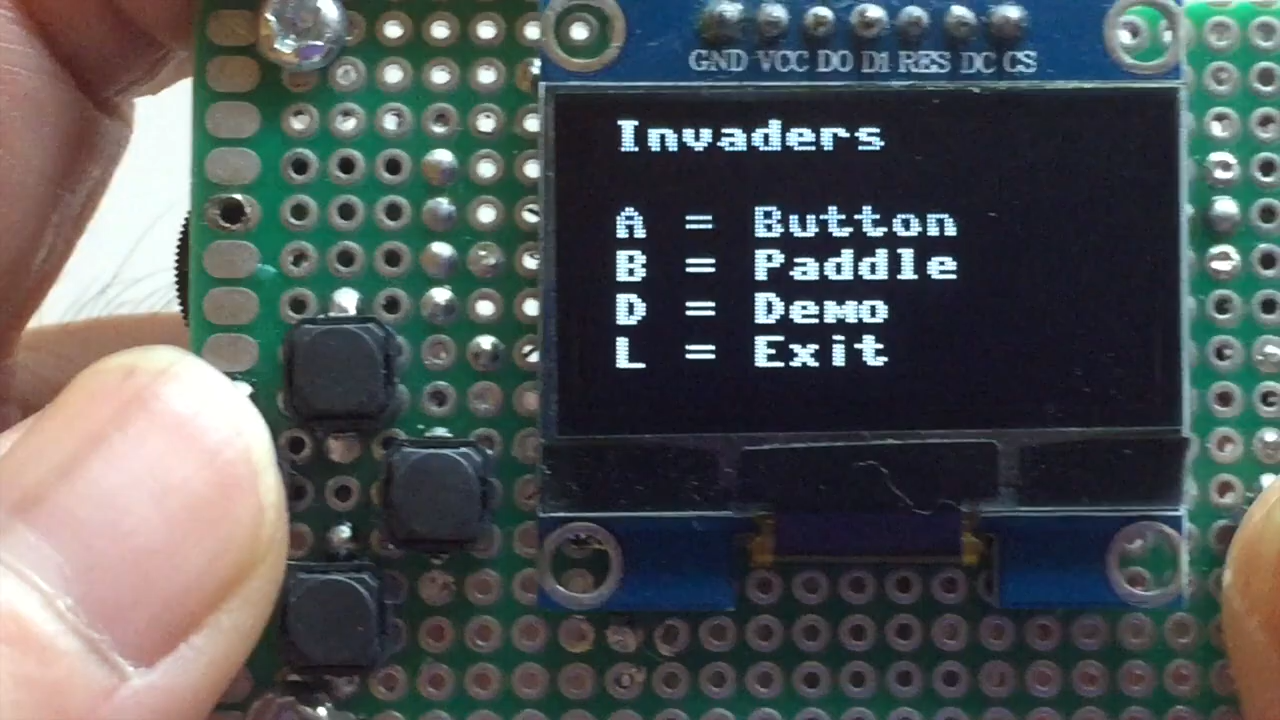 GND VCC D0 D1 RES DC CS
Invaders
A = Button
B = Paddle
D = Demo
L = Exit